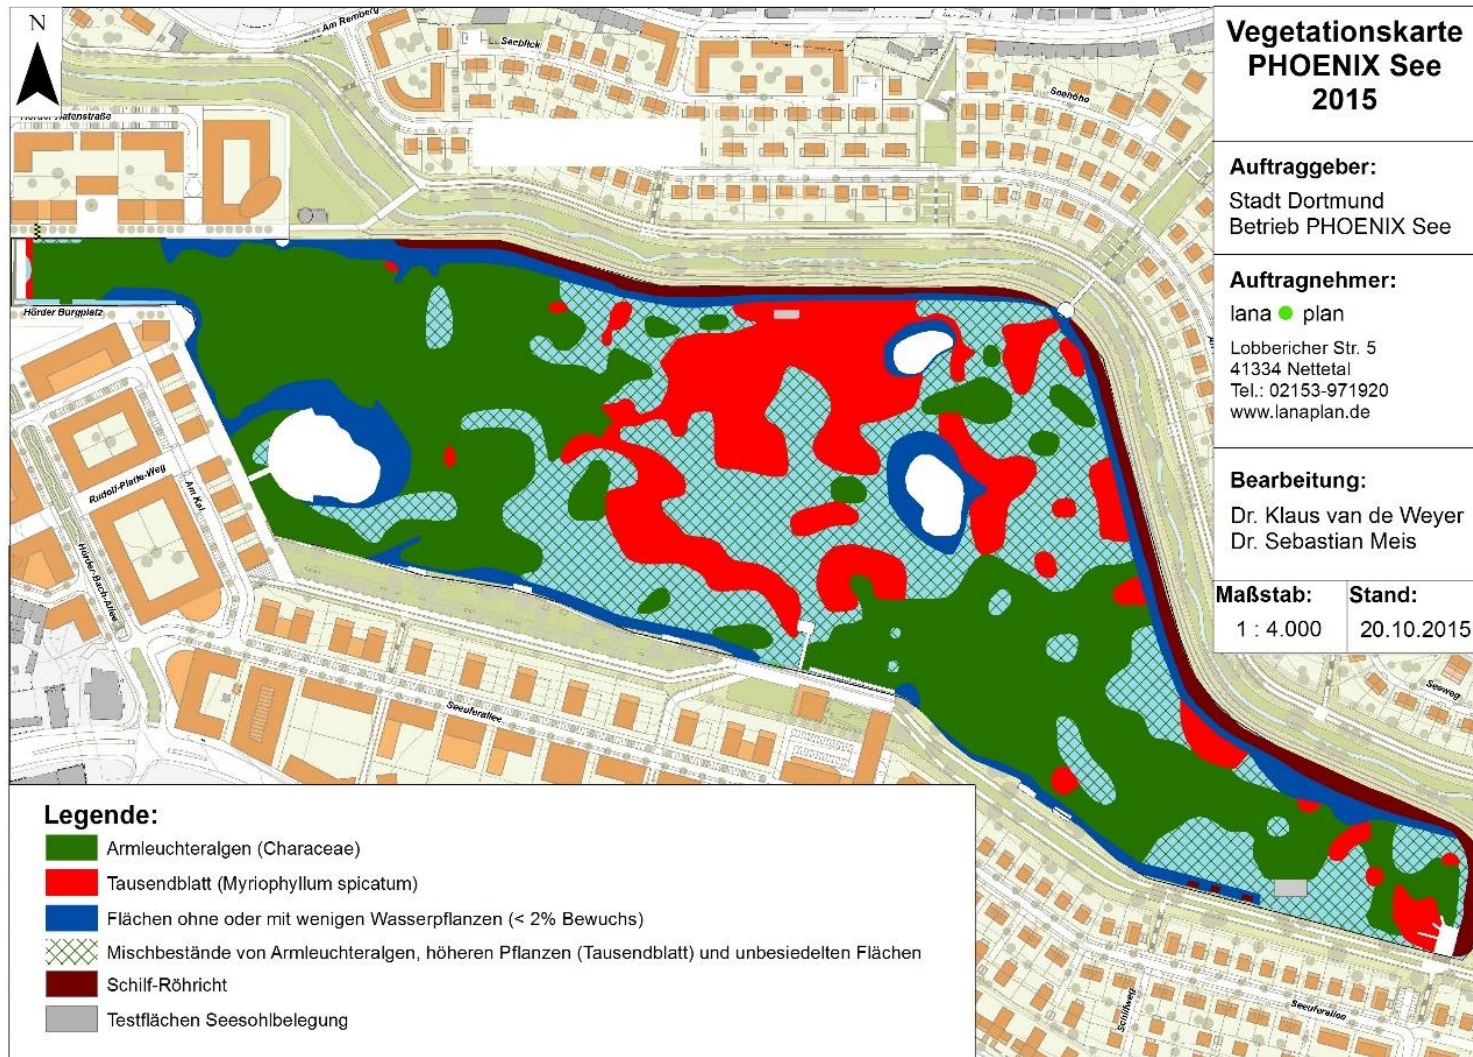 N
Am Remberg
Seeblick
Seehöhe
Hörder Hafenstraße
Hörder Burgplatz
Rudolf-Platte-Weg
Am Kai
Hörder-Bach-Allee
Seeuferallee
Seeweg
Schilfweg
Seeuferallee
Vegetationskarte
PHOENIX See
2015
Auftraggeber:
Stadt Dortmund
Betrieb PHOENIX See
Auftragnehmer:
lana plan
Lobbericher Str. 5
41334 Nettetal
Tel.: 02153-971920
www.lanaplan.de
Bearbeitung:
Dr. Klaus van de Weyer
Dr. Sebastian Meis
Maßstab:
1 : 4.000
Stand:
20.10.2015
Legende:
Armleuchteralgen (Characeae)
Tausendblatt (Myriophyllum spicatum)
Flächen ohne oder mit wenigen Wasserpflanzen (< 2% Bewuchs)
Mischbestände von Armleuchteralgen, höheren Pflanzen (Tausendblatt) und unbesiedelten Flächen
Schilf-Röhricht
Testflächen Seesohlbelegung